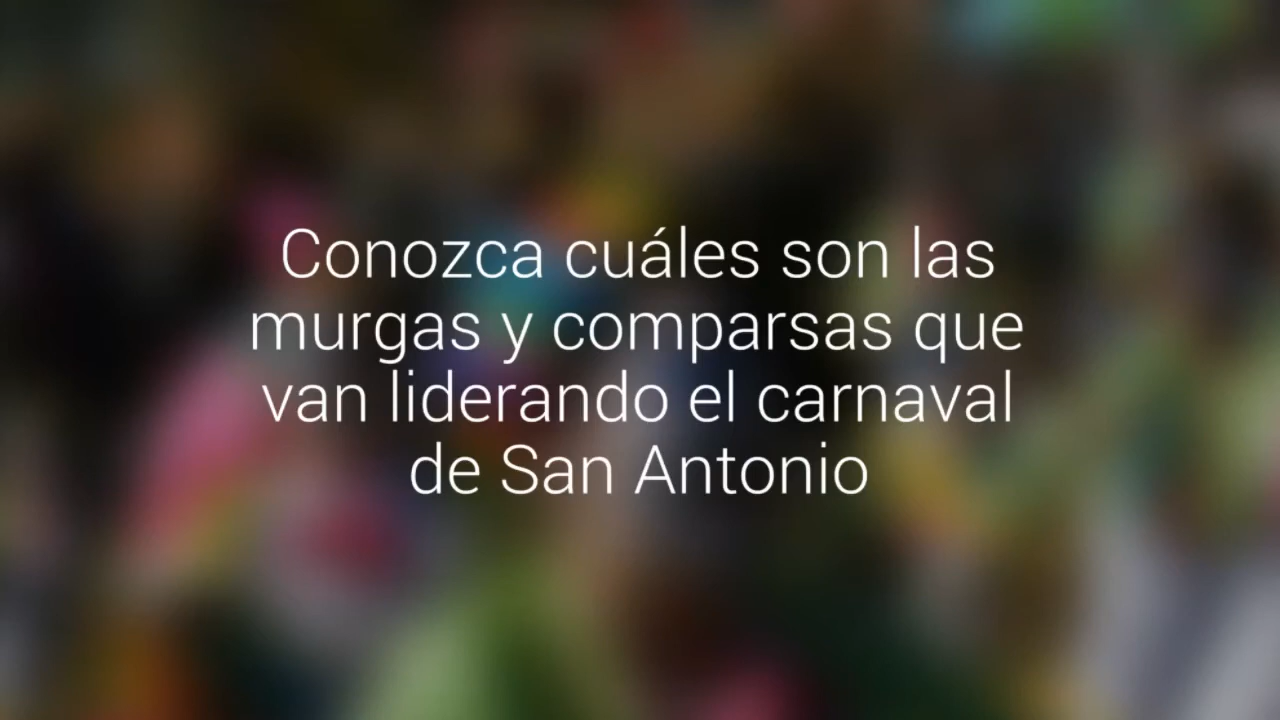 Conozca cuáles son las
murgas y comparsas que
van liderando el carnaval
de San Antonio